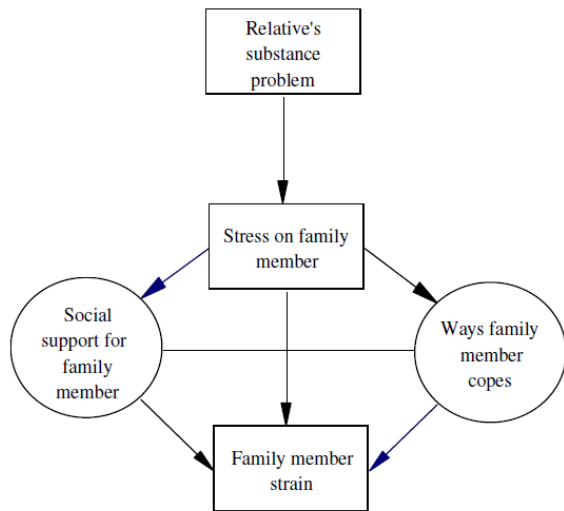 Relative's
substance
problem
Stress on family
member
Social
support for
family
member
Ways family
member
copes
Family member
strain